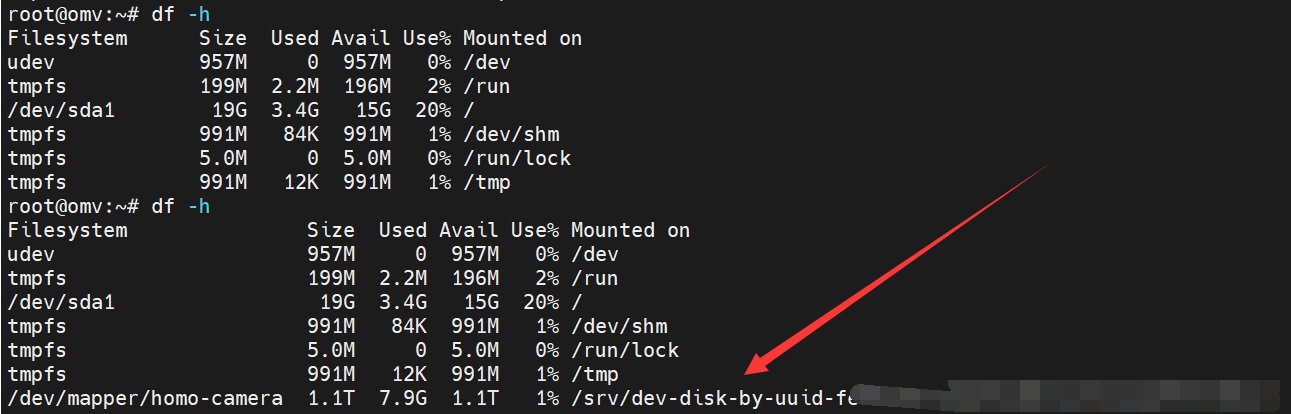 root@omv:~# df -h
Filesystem      Size  Used Avail Use% Mounted on
udev            957M     0  957M   0% /dev
tmpfs           199M  2.2M  196M   2% /run
/dev/sda1        19G  3.4G   15G  20% /
tmpfs           991M   84K  991M   1% /dev/shm
tmpfs           5.0M     0  5.0M   0% /run/lock
tmpfs           991M   12K  991M   1% /tmp
root@omv:~# df -h
Filesystem               Size  Used Avail Use% Mounted on
udev                     957M     0  957M   0% /dev
tmpfs                    199M  2.2M  196M   2% /run
/dev/sda1                 19G  3.4G   15G  20% /
tmpfs                    991M   84K  991M   1% /dev/shm
tmpfs                    5.0M     0  5.0M   0% /run/lock
tmpfs                    991M   12K  991M   1% /tmp
/dev/mapper/homo-camera  1.1T  7.9G  1.1T   1% /srv/dev-disk-by-uuid-fe